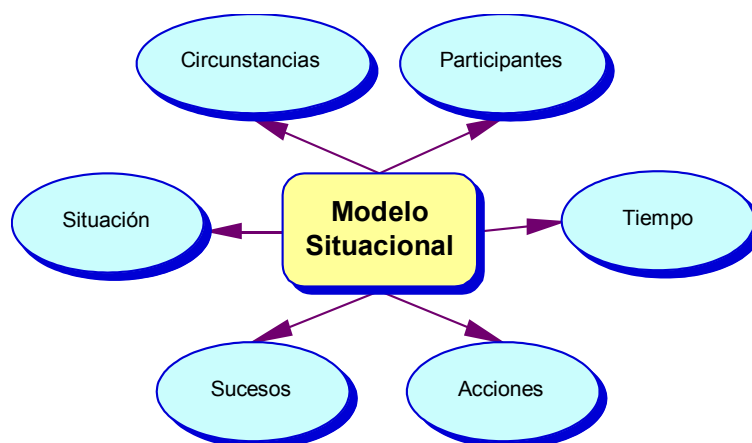 Circunstancias
Participantes
Situación
Modelo
Situacional
Tiempo
Sucesos
Acciones